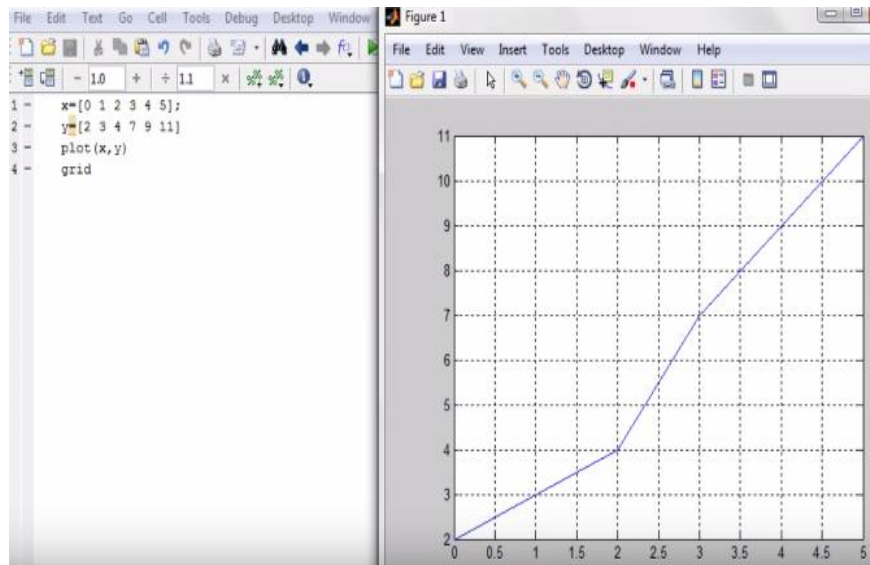 File Edit Text Go Cell Tools Debug Desktop Window
- 1.0 + ÷ 1.1 ×
1 - x=[0 1 2 3 4 5];
2 - y=[2 3 4 7 9 11]
3 - plot(x,y)
4 - grid
Figure 1
File Edit View Insert Tools Desktop Window Help
11
10
9
8
7
6
5
4
3
2
0 0.5 1 1.5 2 2.5 3 3.5 4 4.5 5